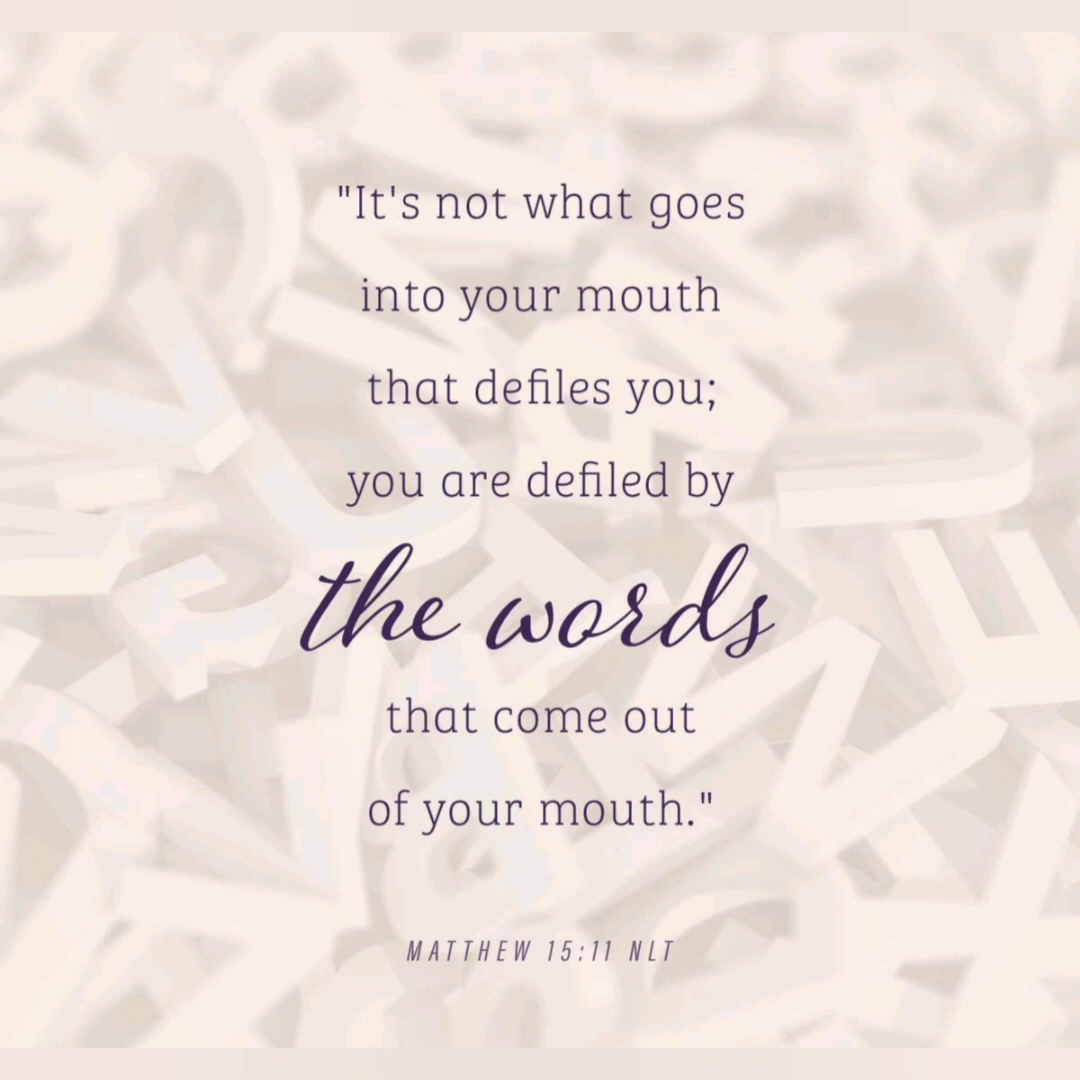 "It's not what goes
into your mouth
that defiles you;
you are defiled by
the words
that come out
of your mouth."
MATTHEW 15:11 NLT